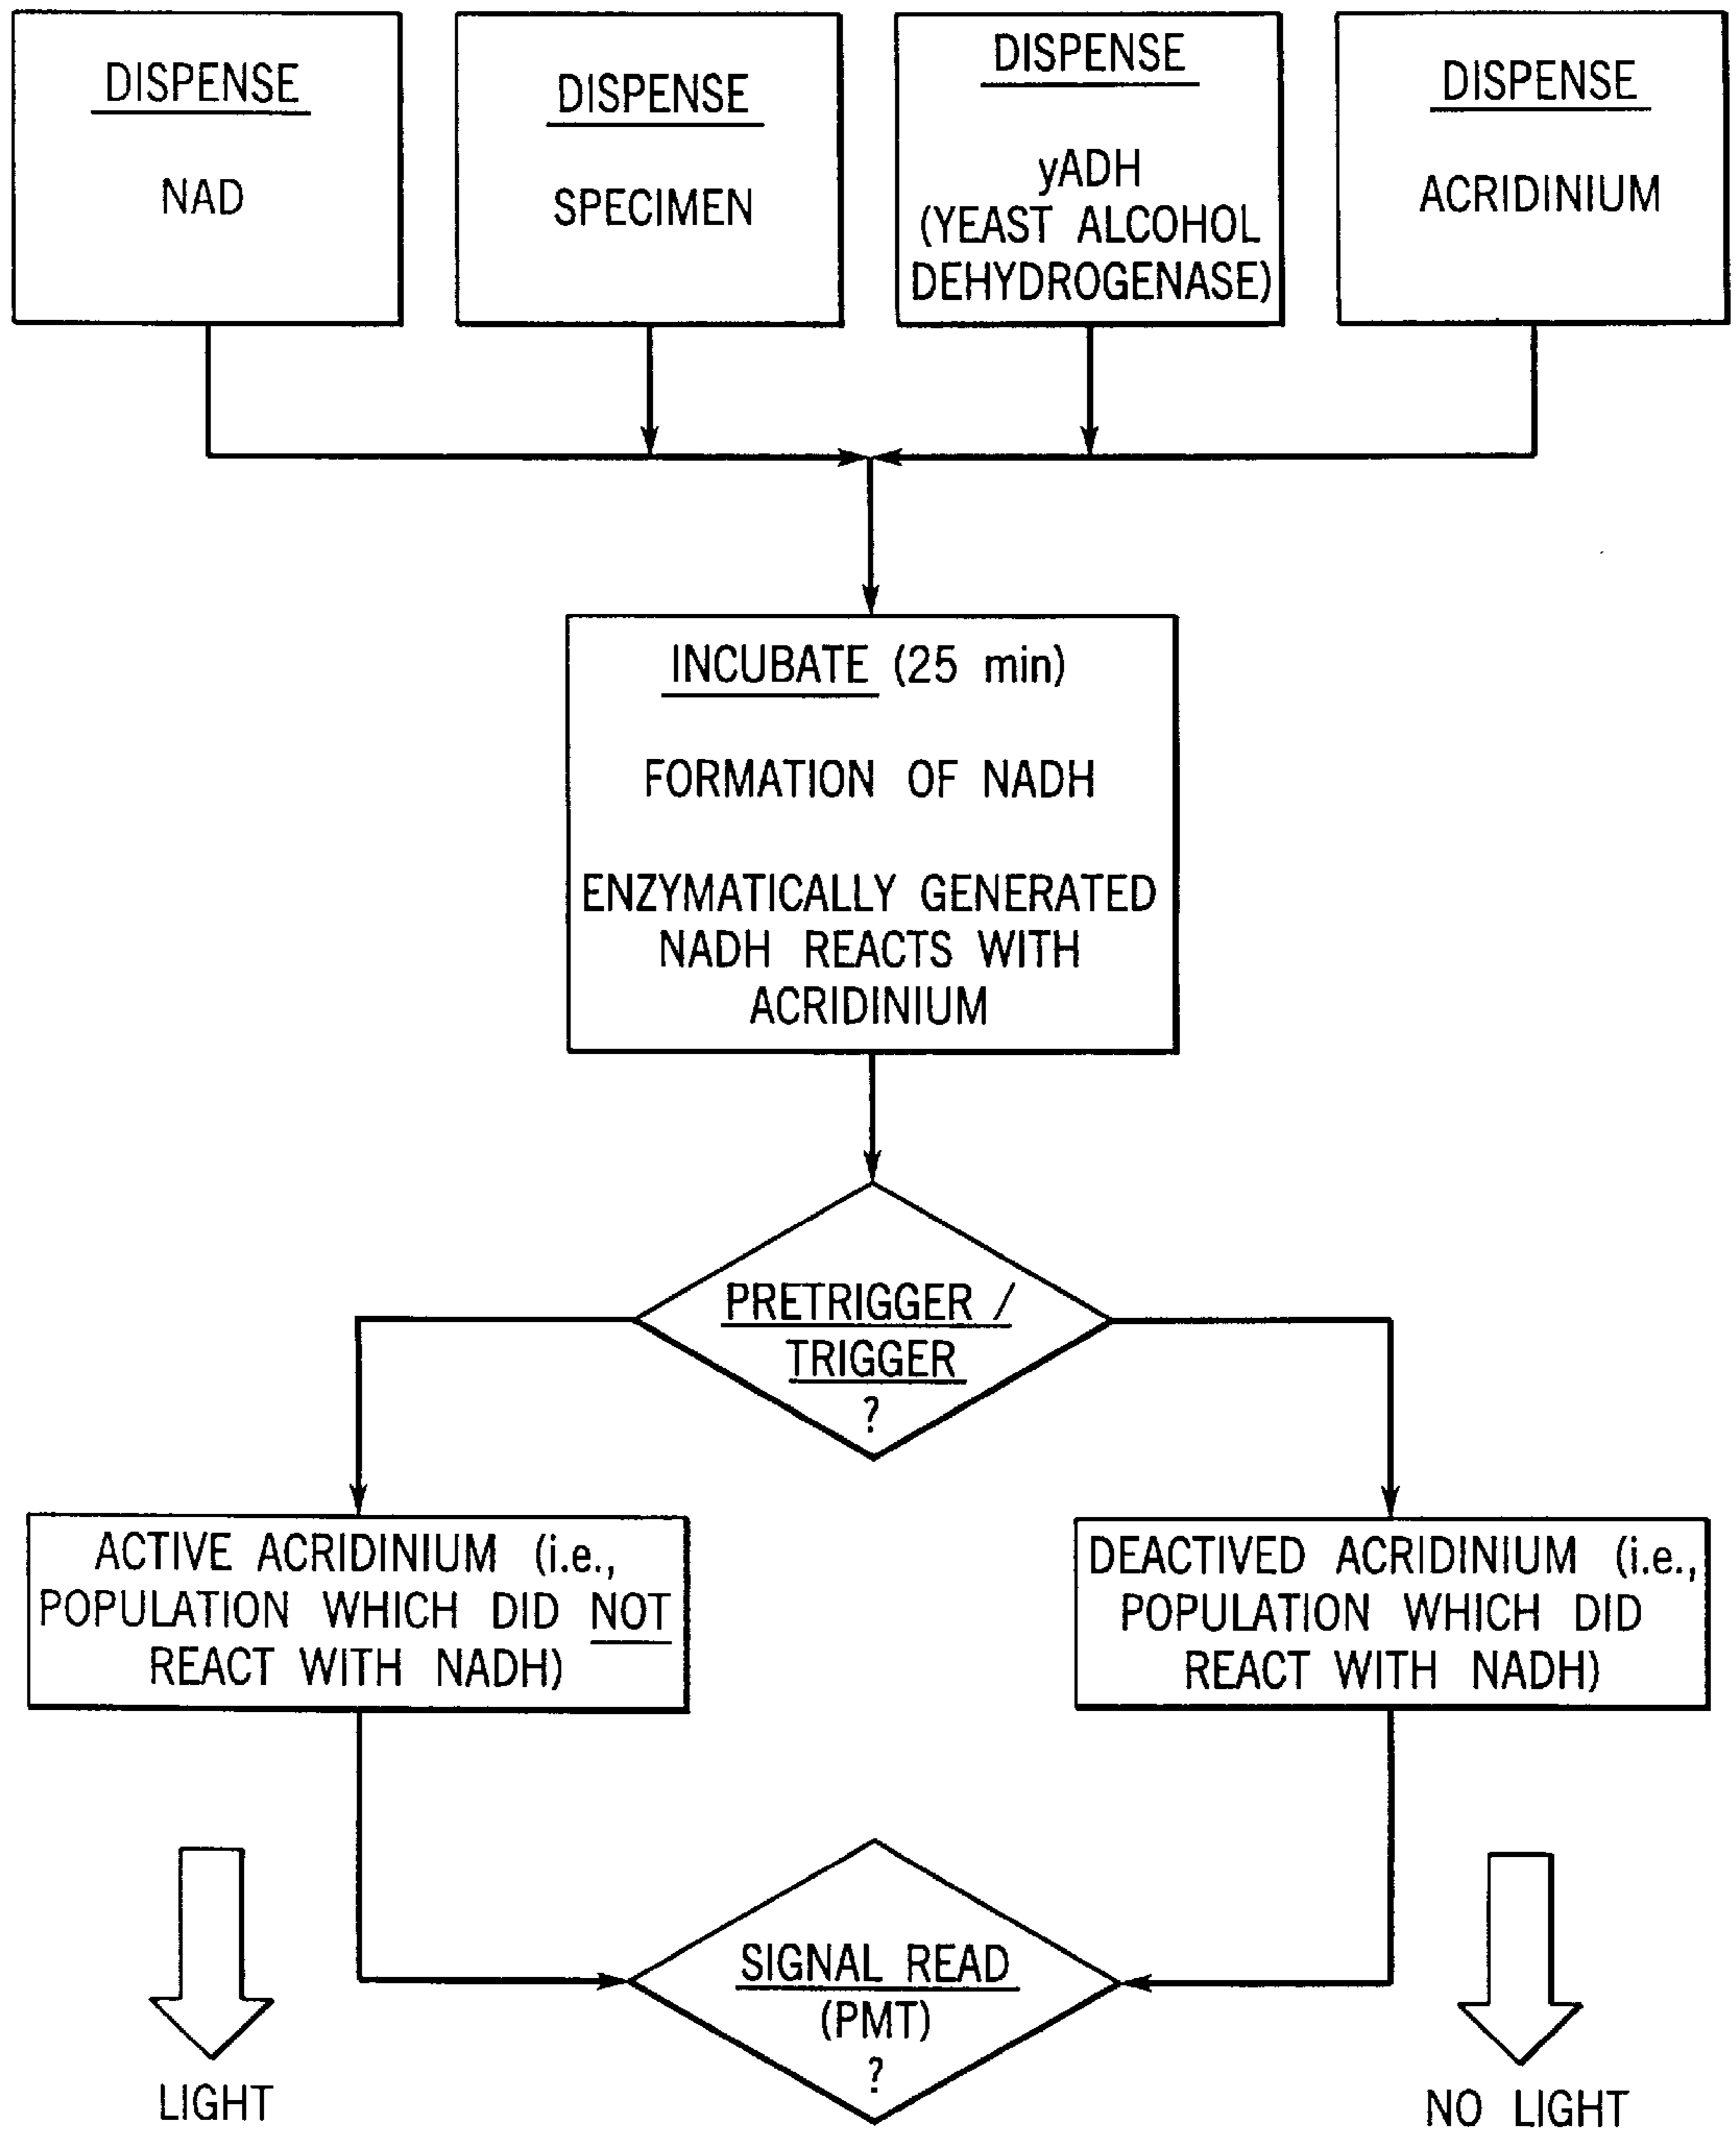 DISPENSE
NAD
DISPENSE
SPECIMEN
DISPENSE
yADH
(YEAST ALCOHOL
DEHYDROGENASE)
DISPENSE
ACRIDINIUM
INCUBATE (25 min)
FORMATION OF NADH
ENZYMATICALLY GENERATED
NADH REACTS WITH
ACRIDINIUM
PRETRIGGER /
TRIGGER
?
ACTIVE ACRIDINIUM (i.e.,
POPULATION WHICH DID NOT
REACT WITH NADH)
DEACTIVED ACRIDINIUM (i.e.,
POPULATION WHICH DID
REACT WITH NADH)
SIGNAL READ
(PMT)
?
LIGHT
NO LIGHT